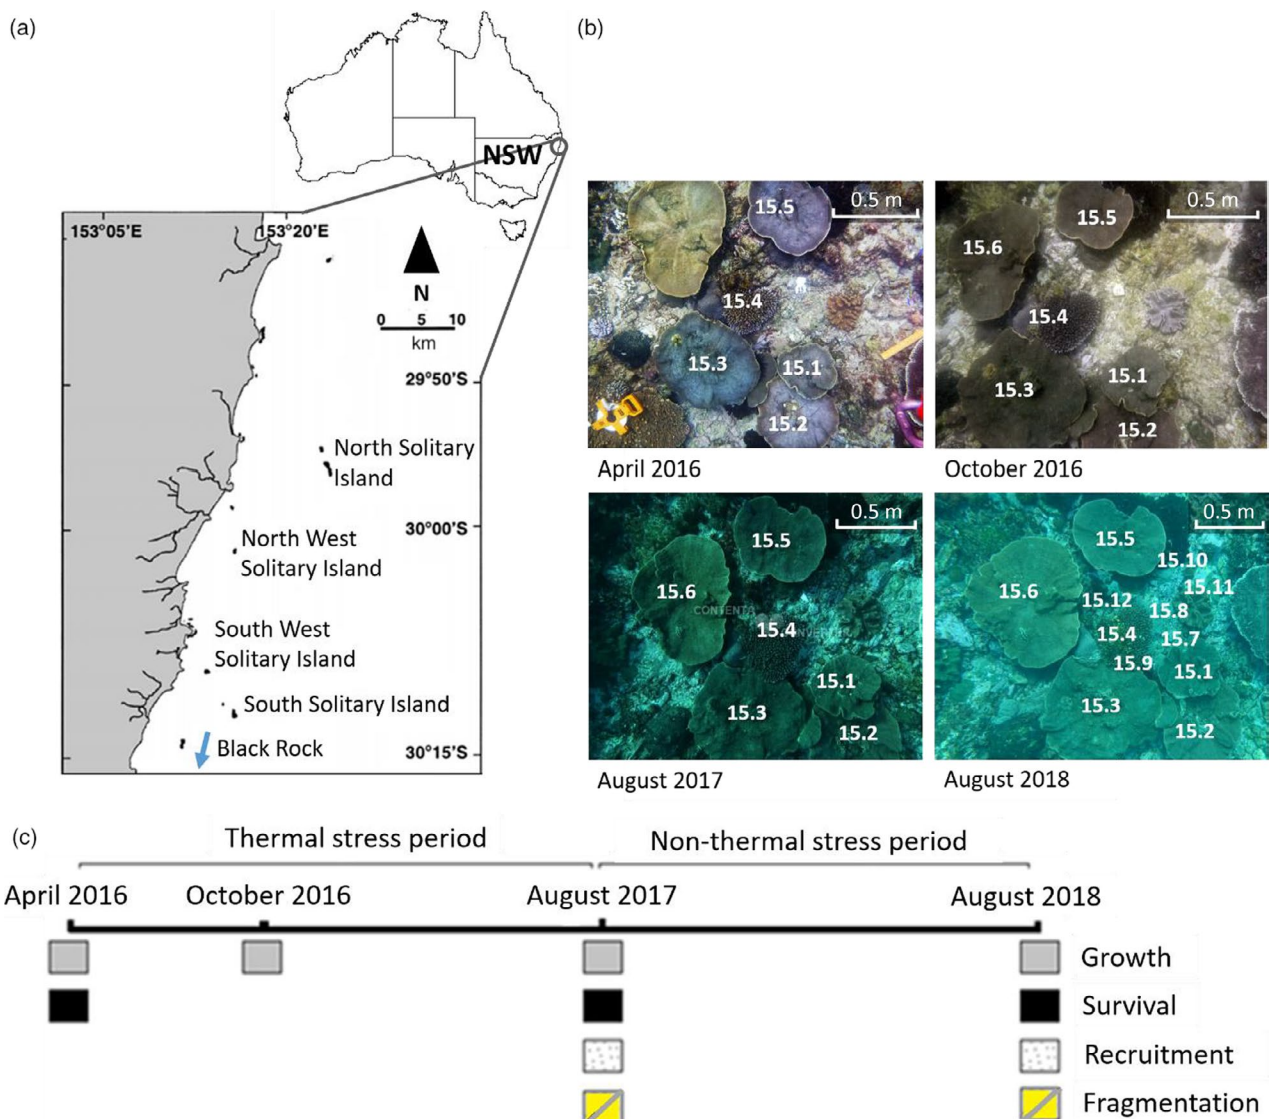 (a)
NSW
153°05'E
153°20'E
N
0 5 10
km
29°50'S
North Solitary
Island
30°00'S
North West
Solitary Island
South West
Solitary Island
South Solitary Island
Black Rock
30°15'S
(b)
15.5
0.5 m
15.4
15.3
15.1
15.2
April 2016
15.5
0.5 m
15.6
15.4
15.3
15.1
15.2
October 2016
0.5 m
15.5
15.6
CONTENTO
15.4
15.1
15.3
15.2
August 2017
0.5 m
15.5
15.10
15.6
15.11
15.12
15.8
15.4
15.7
15.9
15.1
15.3
15.2
August 2018
(c)
Thermal stress period
Non-thermal stress period
April 2016
October 2016
August 2017
August 2018
Growth
Survival
Recruitment
Fragmentation